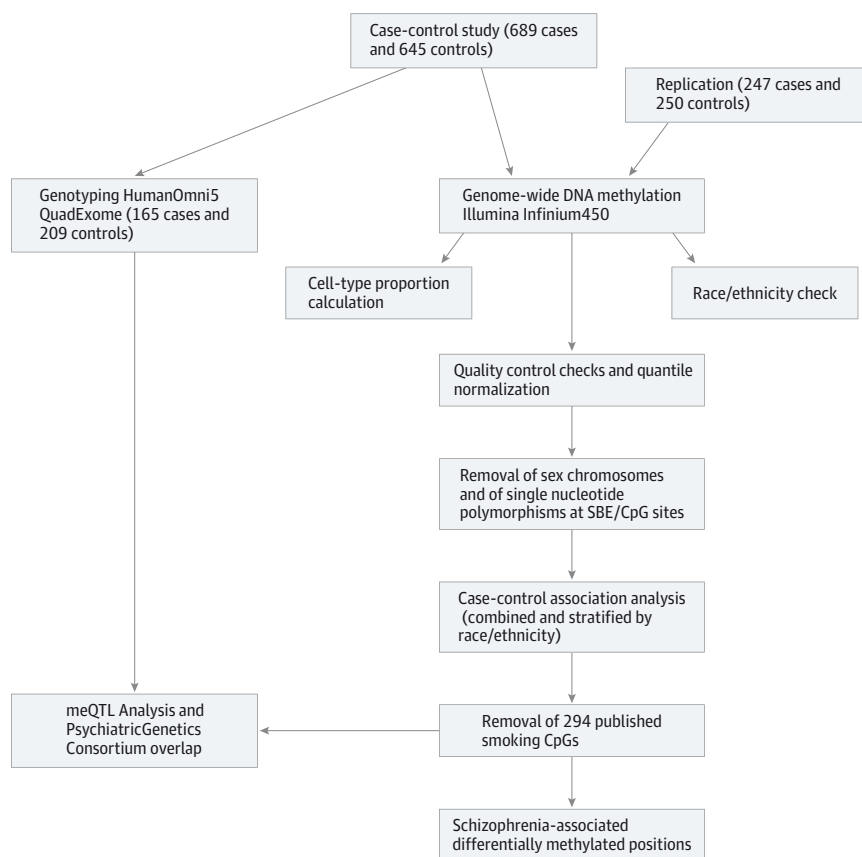 Case-control study (689 cases
and 645 controls)
Replication (247 cases and
250 controls)
Genotyping HumanOmni5
QuadExome (165 cases and
209 controls)
Genome-wide DNA methylation
Illumina Infinium450
Cell-type proportion
calculation
Race/ethnicity check
Quality control checks and quantile
normalization
Removal of sex chromosomes
and of single nucleotide
polymorphisms at SBE/CpG sites
Case-control association analysis
(combined and stratified by
race/ethnicity)
meQTL Analysis and
PsychiatricGenetics
Consortium overlap
Removal of 294 published
smoking CpGs
Schizophrenia-associated
differentially methylated positions